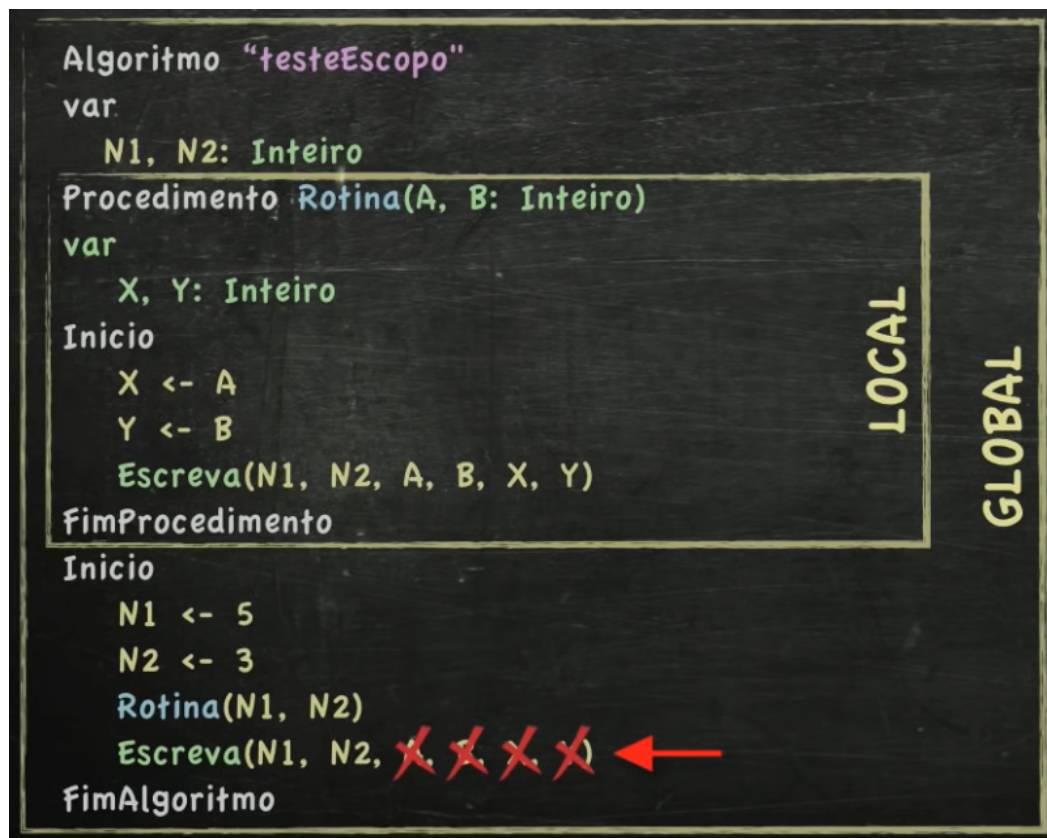 Algoritmo “testeEscopo"
var
N1, N2: Inteiro
Procedimento Rotina(A, B: Inteiro)
var
X, Y: Inteiro
Inicio
X <- A
Y <- B
Escreva(N1, N2, A, B, X, Y)
FimProcedimento
Inicio
N1 <- 5
N2 <- 3
Rotina(N1, N2)
Escreva(N1, N2,
FimAlgoritmo
LOCAL
GLOBAL